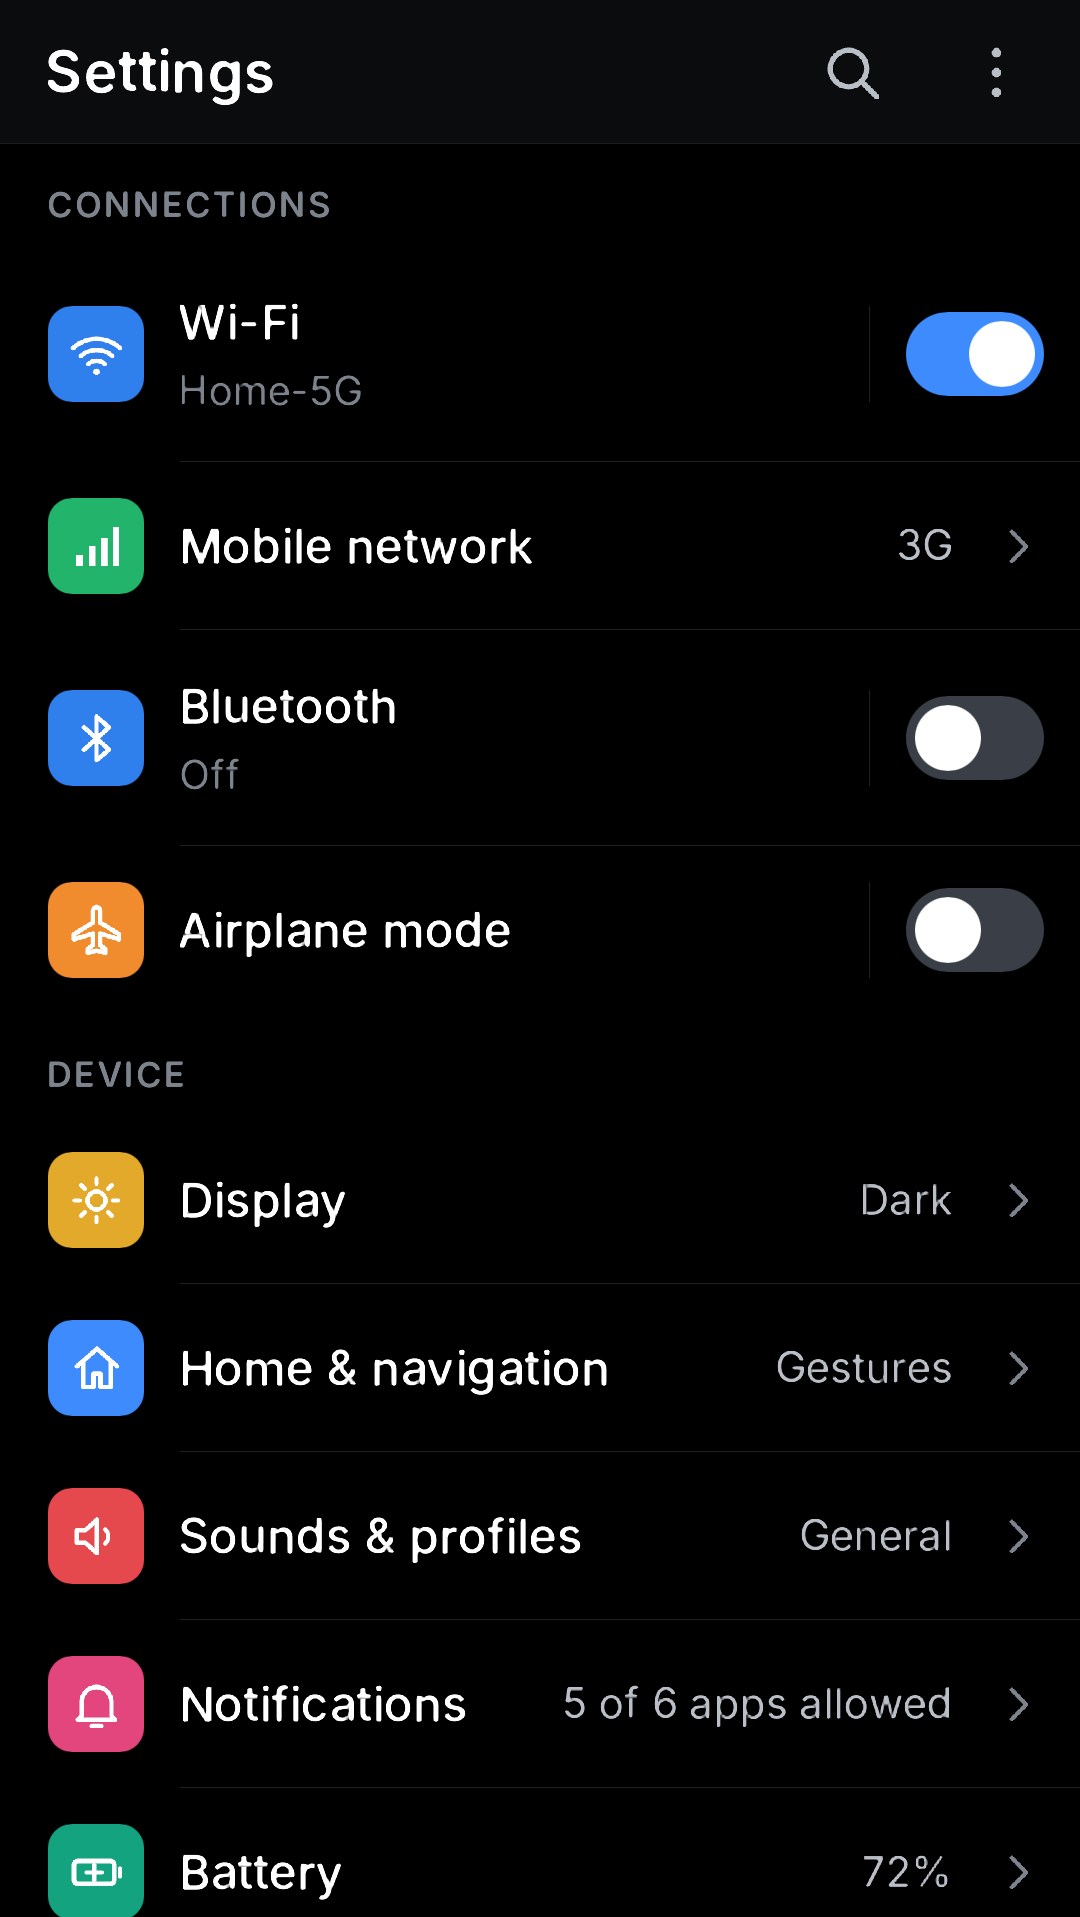 Settings
CONNECTIONS
Wi-Fi
Home-5G
Mobile network 3G
Bluetooth
Off
Airplane mode
DEVICE
Display Dark
Home & navigation Gestures
Sounds & profiles General
Notifications 5 of 6 apps allowed
Battery 72%